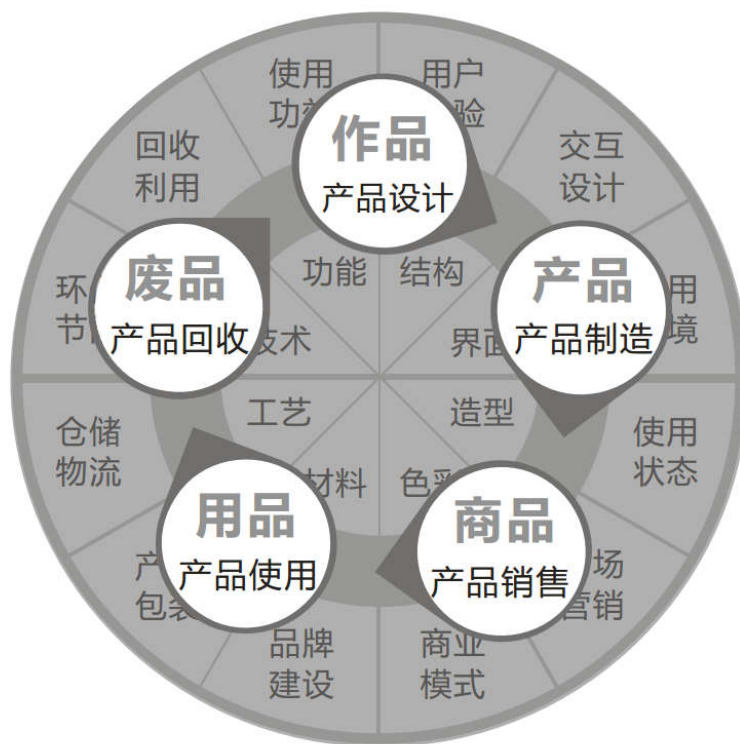 使用
功
用户
验
回收
利用
交互
设计
作品
产品设计
功能
结构
环
节
废品
产品回收
技术
界面
产品
产品制造
用
境
仓储
物流
工艺
造型
使用
状态
材料
色彩
用品
产品使用
商品
产品销售
产
包装
场
营销
品牌
建设
商业
模式